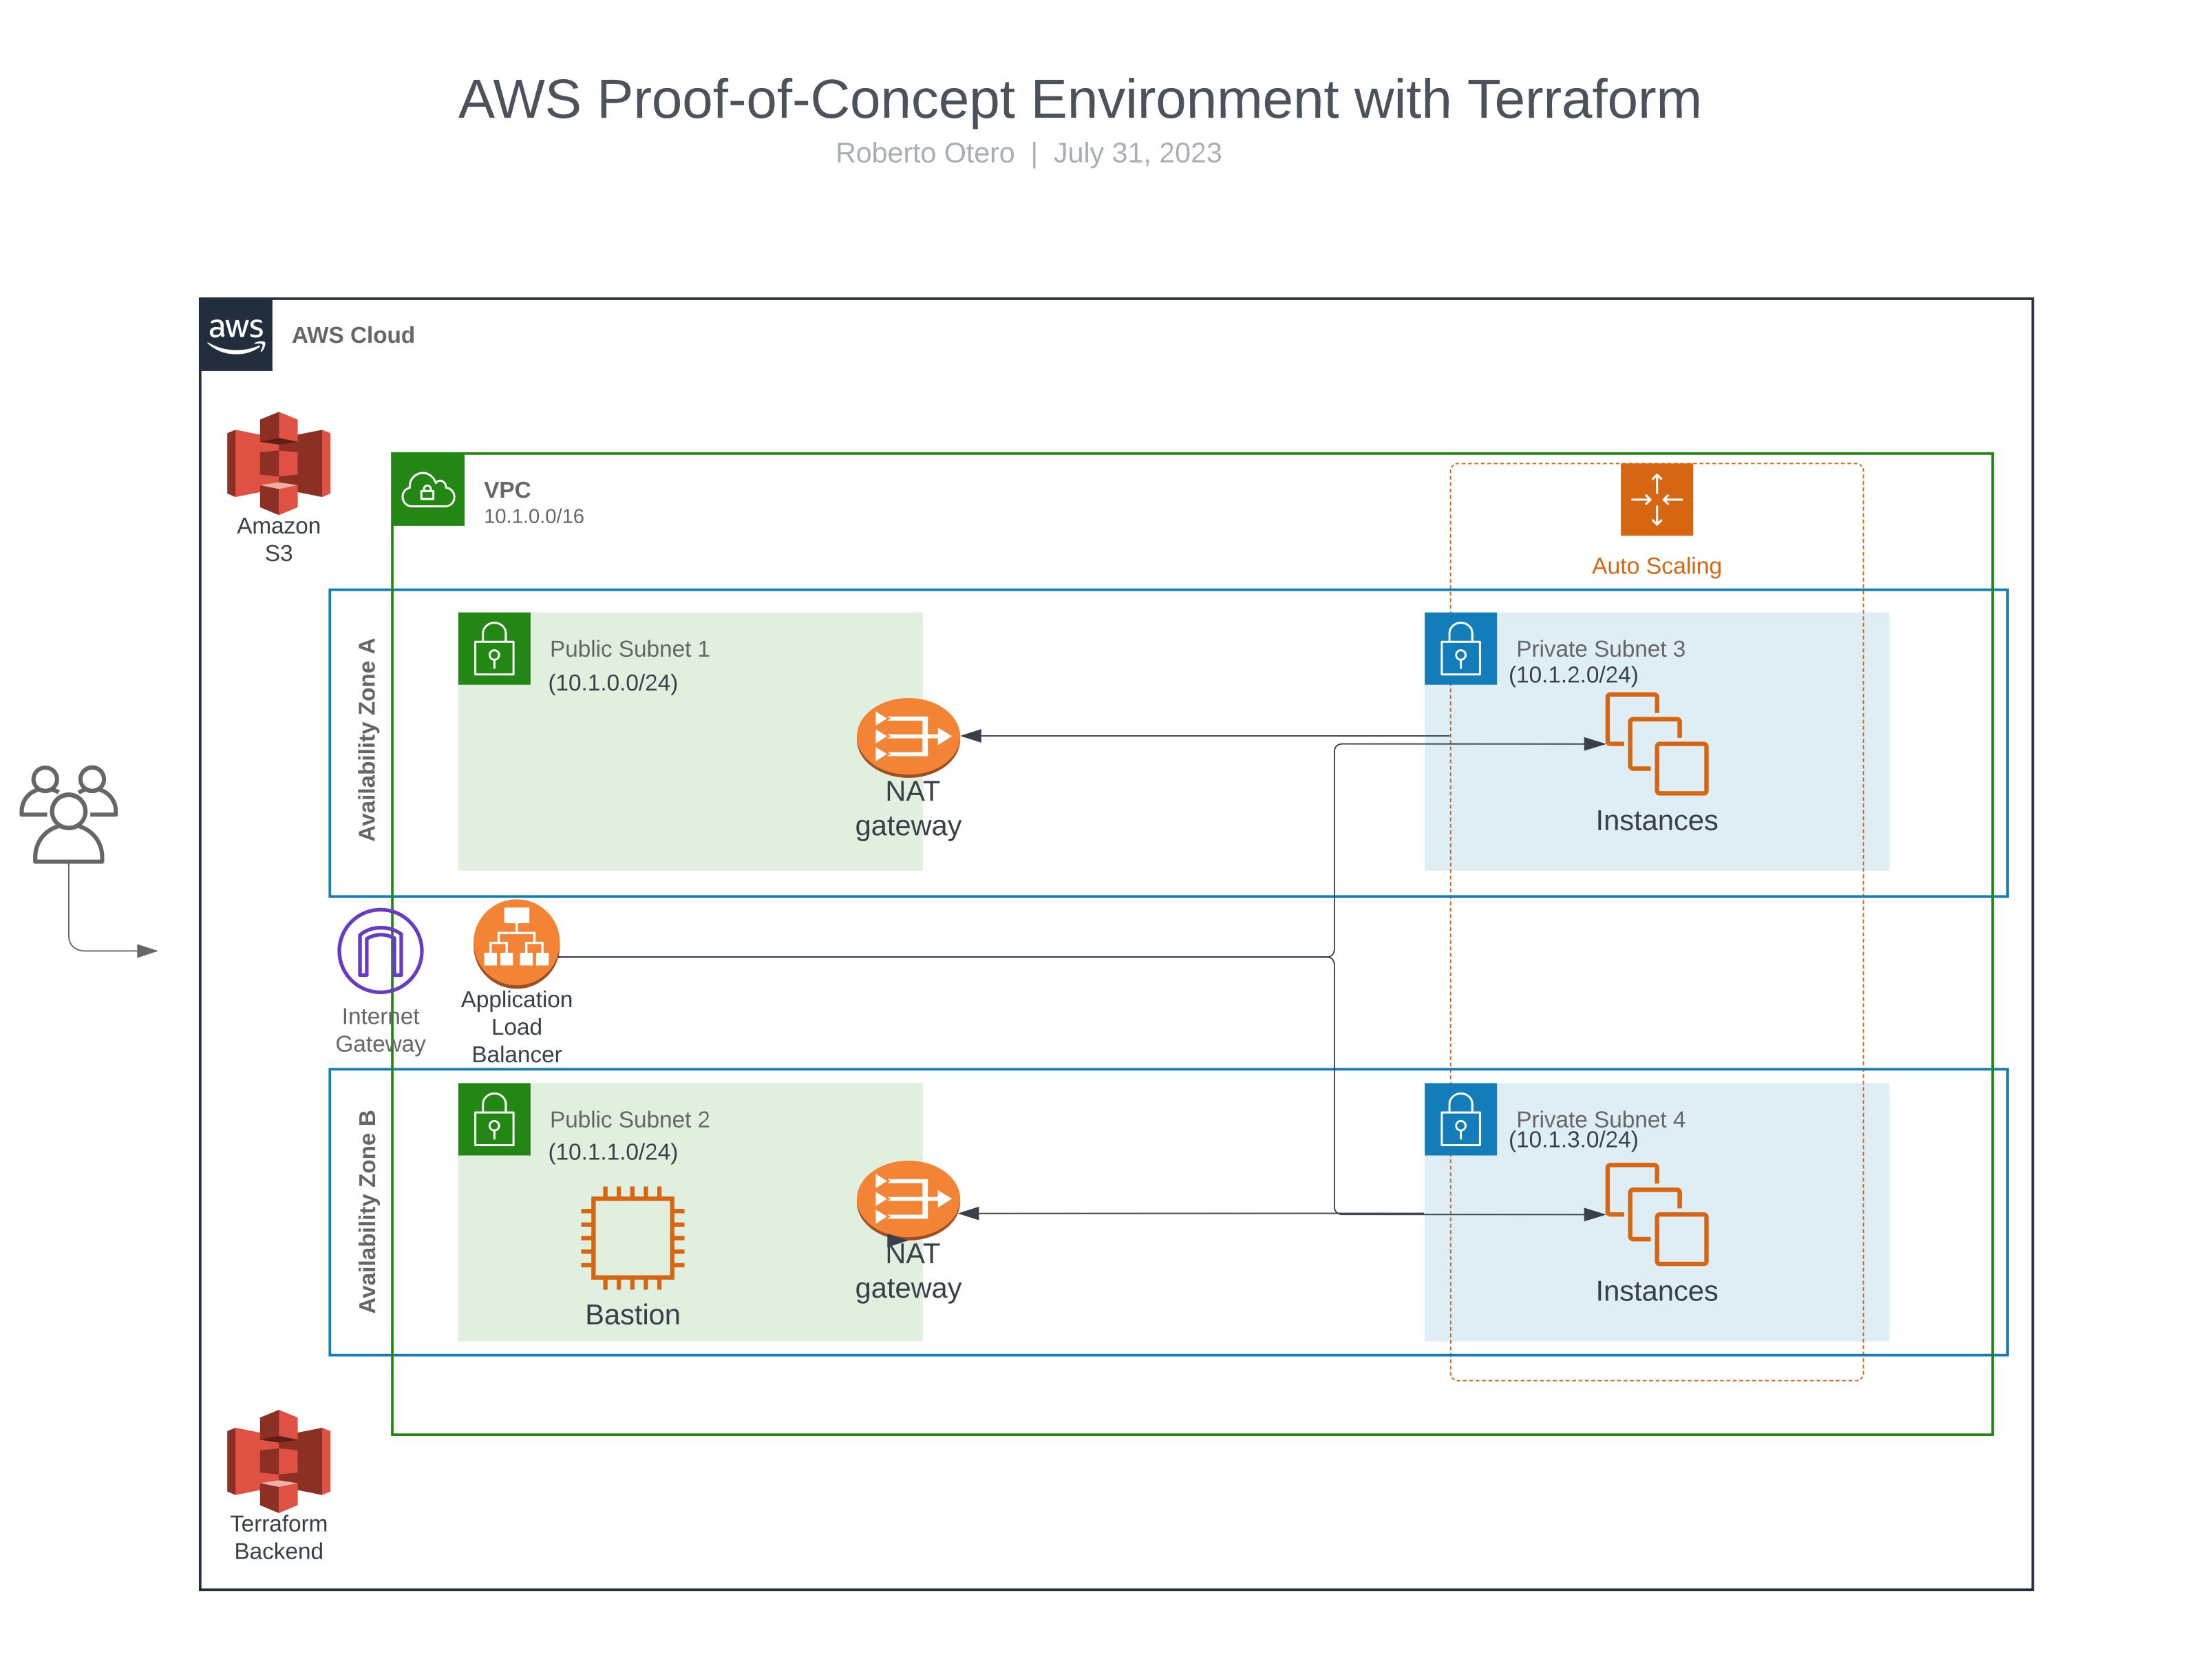 AWS Proof-of-Concept Environment with Terraform
Roberto Otero | July 31, 2023
aws
AWS Cloud
Amazon
S3
VPC
10.1.0.0/16
Auto Scaling
Availability Zone A
Public Subnet 1
(10.1.0.0/24)
NAT
gateway
Private Subnet 3
(10.1.2.0/24)
Instances
Internet
Gateway
Application
Load
Balancer
Availability Zone B
Public Subnet 2
(10.1.1.0/24)
Bastion
NAT
gateway
Private Subnet 4
(10.1.3.0/24)
Instances
Terraform
Backend